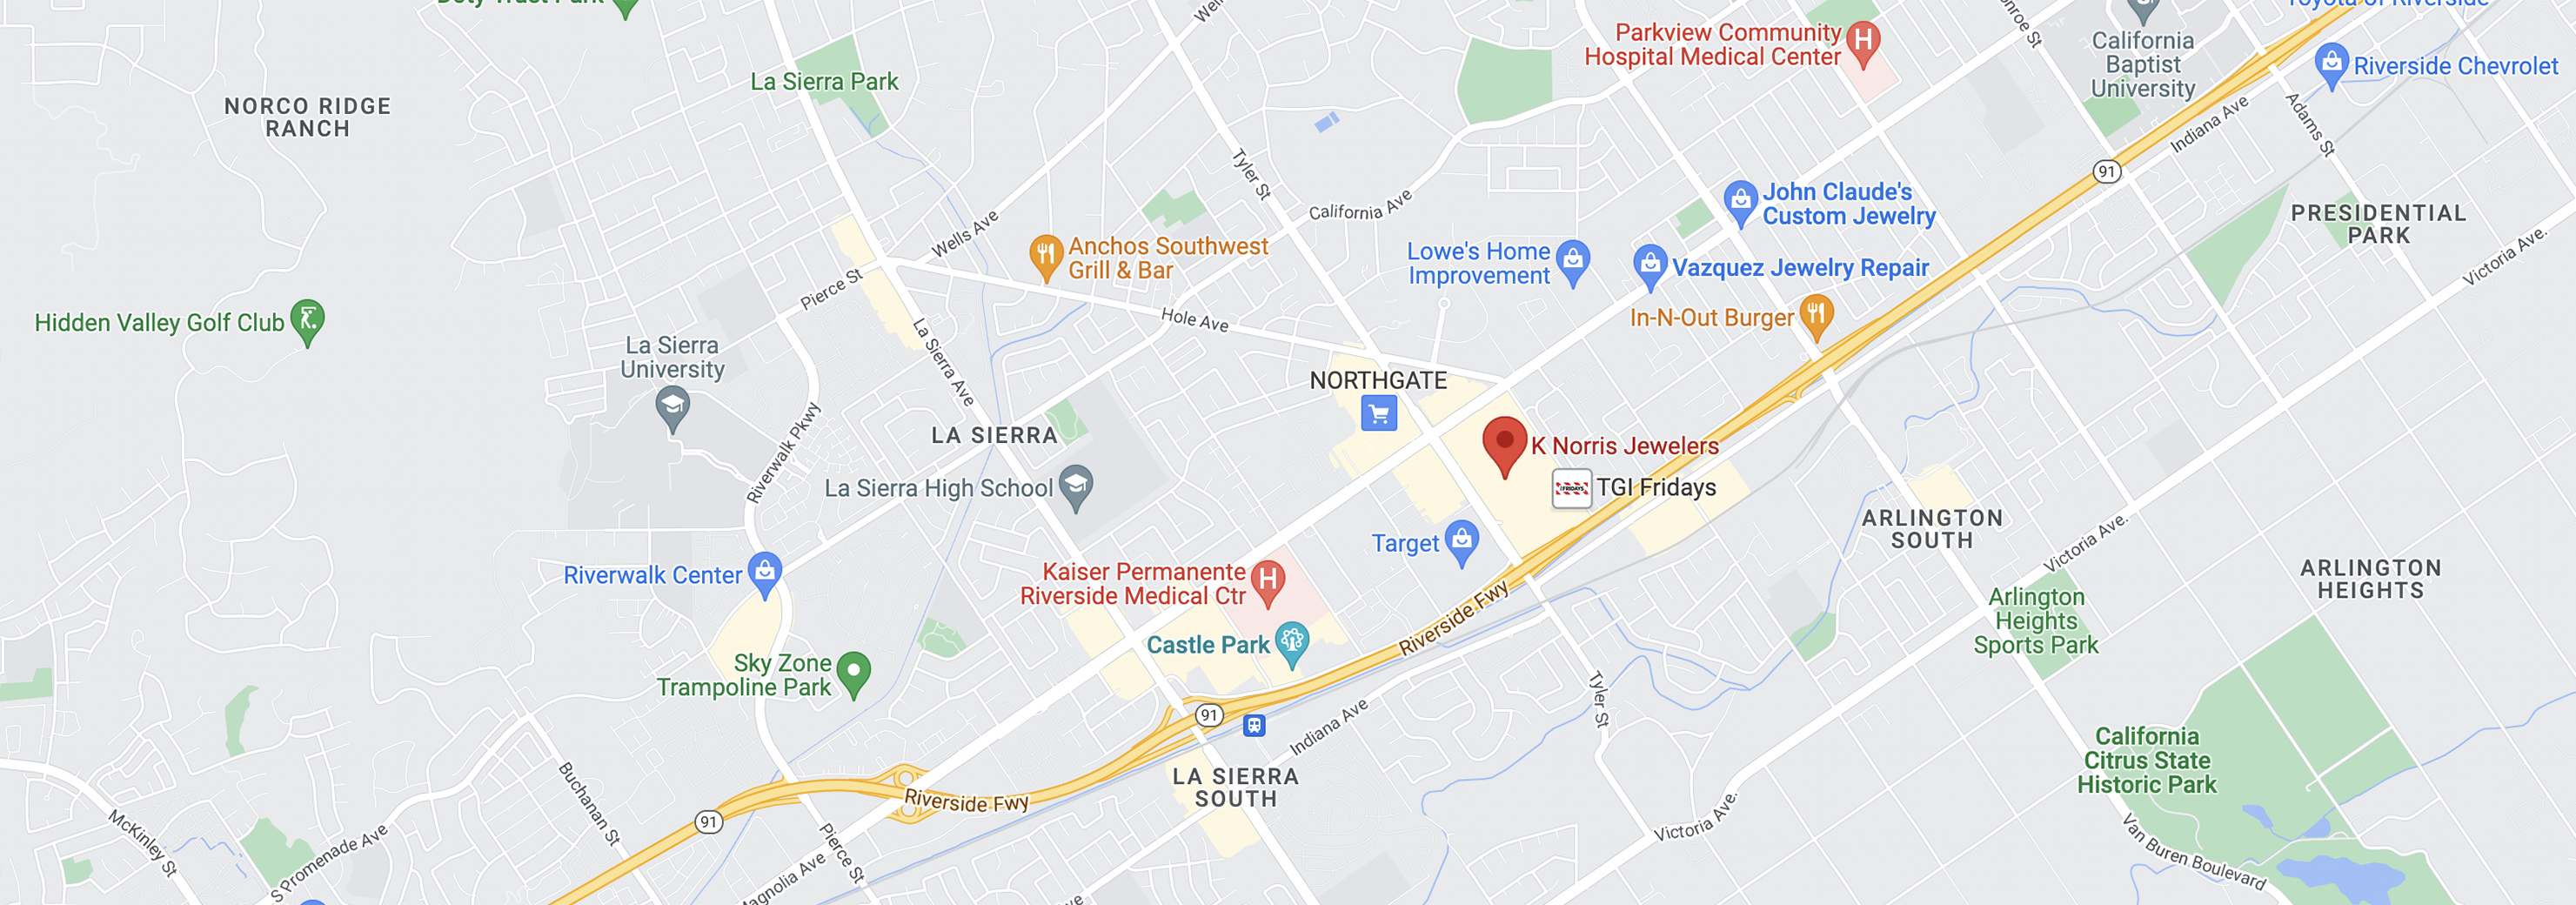 Doty Trust Park
Toyota of Riverside
Parkview Community
Hospital Medical Center
California
Baptist
University
Riverside Chevrolet
NORCO RIDGE
RANCH
La Sierra Park
Tyler St
California Ave
Wells Ave
Indiana Ave
Adams St
91
PRESIDENTIAL
PARK
Victoria Ave.
John Claude's
Custom Jewelry
Lowe's Home
Improvement
Vazquez Jewelry Repair
In-N-Out Burger
Anchos Southwest
Grill & Bar
Pierce St
Hole Ave
Hidden Valley Golf Club
La Sierra
University
La Sierra Ave
NORTHGATE
Riverwalk Pkwy
LA SIERRA
K Norris Jewelers
TGI Fridays
FRIDAYS
La Sierra High School
Target
ARLINGTON
SOUTH
Victoria Ave.
ARLINGTON
HEIGHTS
Riverwalk Center
Kaiser Permanente
Riverside Medical Ctr
H
H
Castle Park
Riverside Fwy
Arlington
Heights
Sports Park
Sky Zone
Trampoline Park
Tyler St
91
Indiana Ave
California
Citrus State
Historic Park
LA SIERRA
SOUTH
Riverside Fwy
91
Buchanan St
McKinley St
S Promenade Ave
Pierce St
Magnolia Ave
Victoria Ave.
Van Buren Boulevard